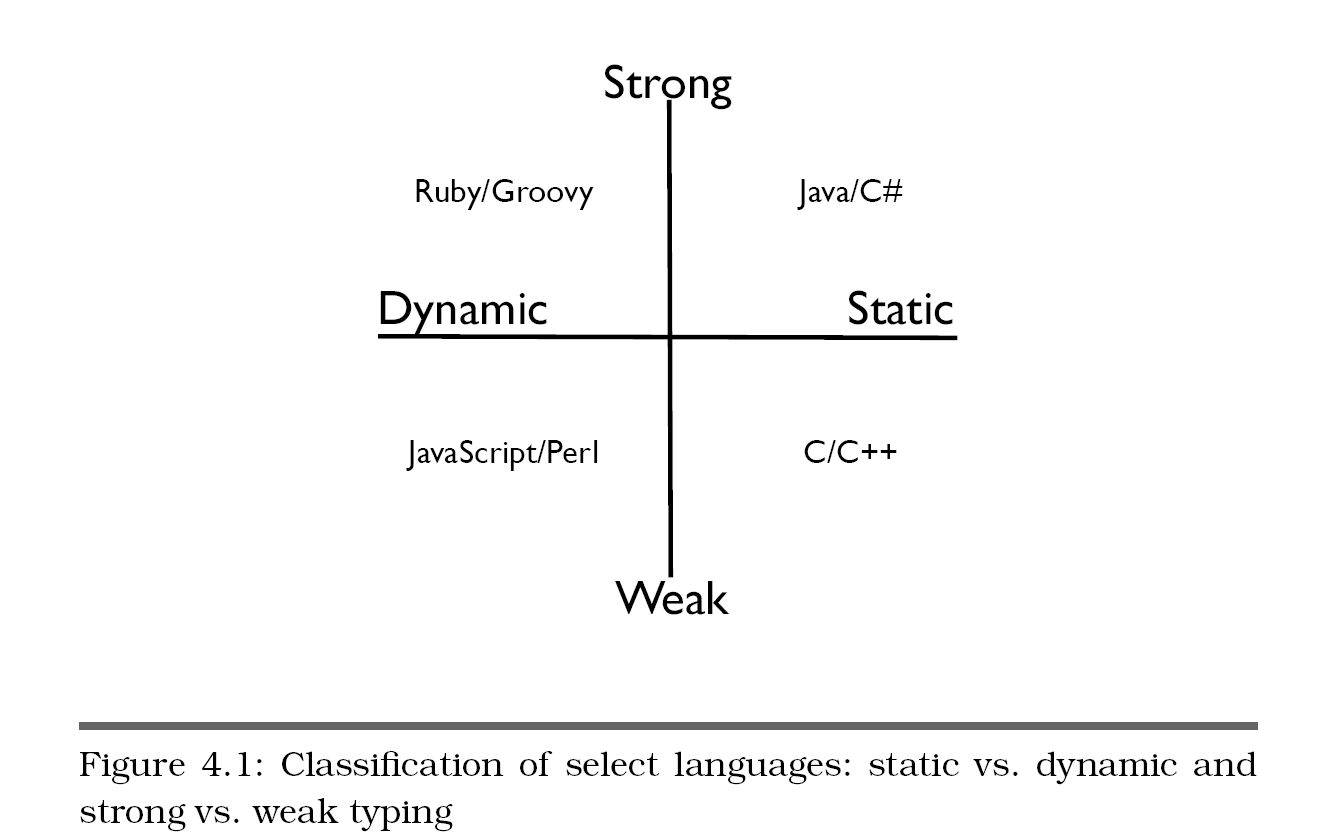 Strong
Ruby/Groovy
Java/C#
Dynamic
Static
JavaScript/Perl
C/C++
Weak
Figure 4.1: Classification of select languages: static vs. dynamic and
strong vs. weak typing